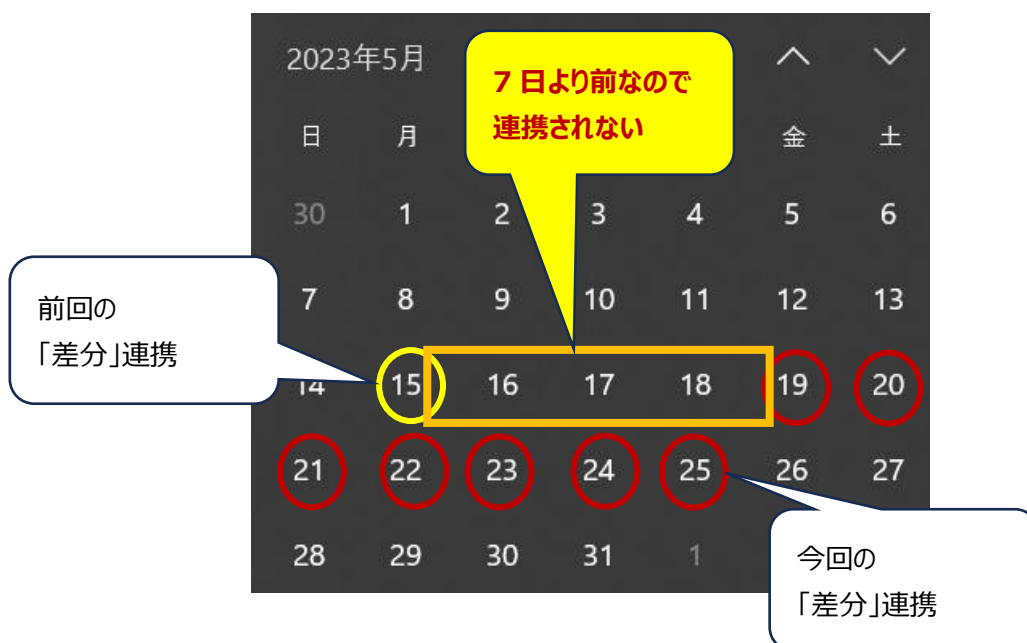 2023年5月
7 日より前なので
連携されない
日 月 金 土
30 1 2 3 4 5 6
7 8 9 10 11 12 13
前回の
「差分」連携
14 15 16 17 18 19 20
21 22 23 24 25 26 27
28 29 30 31 1
今回の
「差分」連携